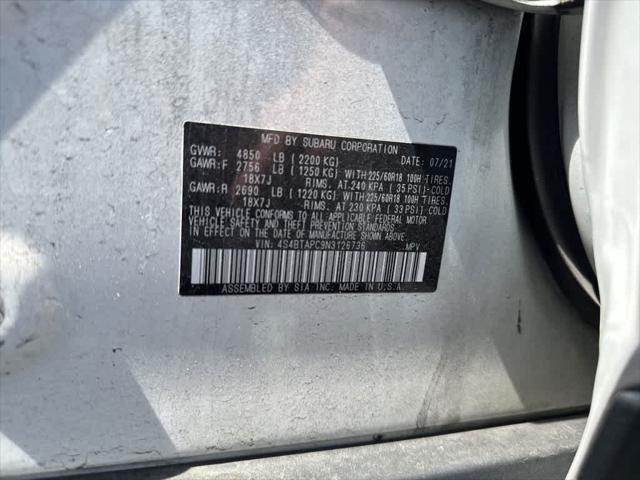 MFD BY SUBARU CORPORATION
GVWR: 4850 LB (2200 KG) DATE: 07/21
GAWR:F 2756 LB (1250 KG) WITH 225/60R18 100H TIRES.
18X7J RIMS. AT 240 KPA (35 PSI)-COLD
GAWR:R 2690 LB (1220 KG) WITH 225/60R18 100H TIRES.
18X7J RIMS. AT 230 KPA (33 PSI)-COLD
THIS VEHICLE CONFORMS TO ALL APPLICABLE FEDERAL MOTOR
VEHICLE SAFETY AND THEFT PREVENTION STANDARDS IN EFFECT ON THE
DATE OF MANUFACTURE SHOWN ABOVE.
VIN: 4S4BTAPC9N3126736 MPV
ASSEMBLED BY SIA INC. MADE IN U.S.A.